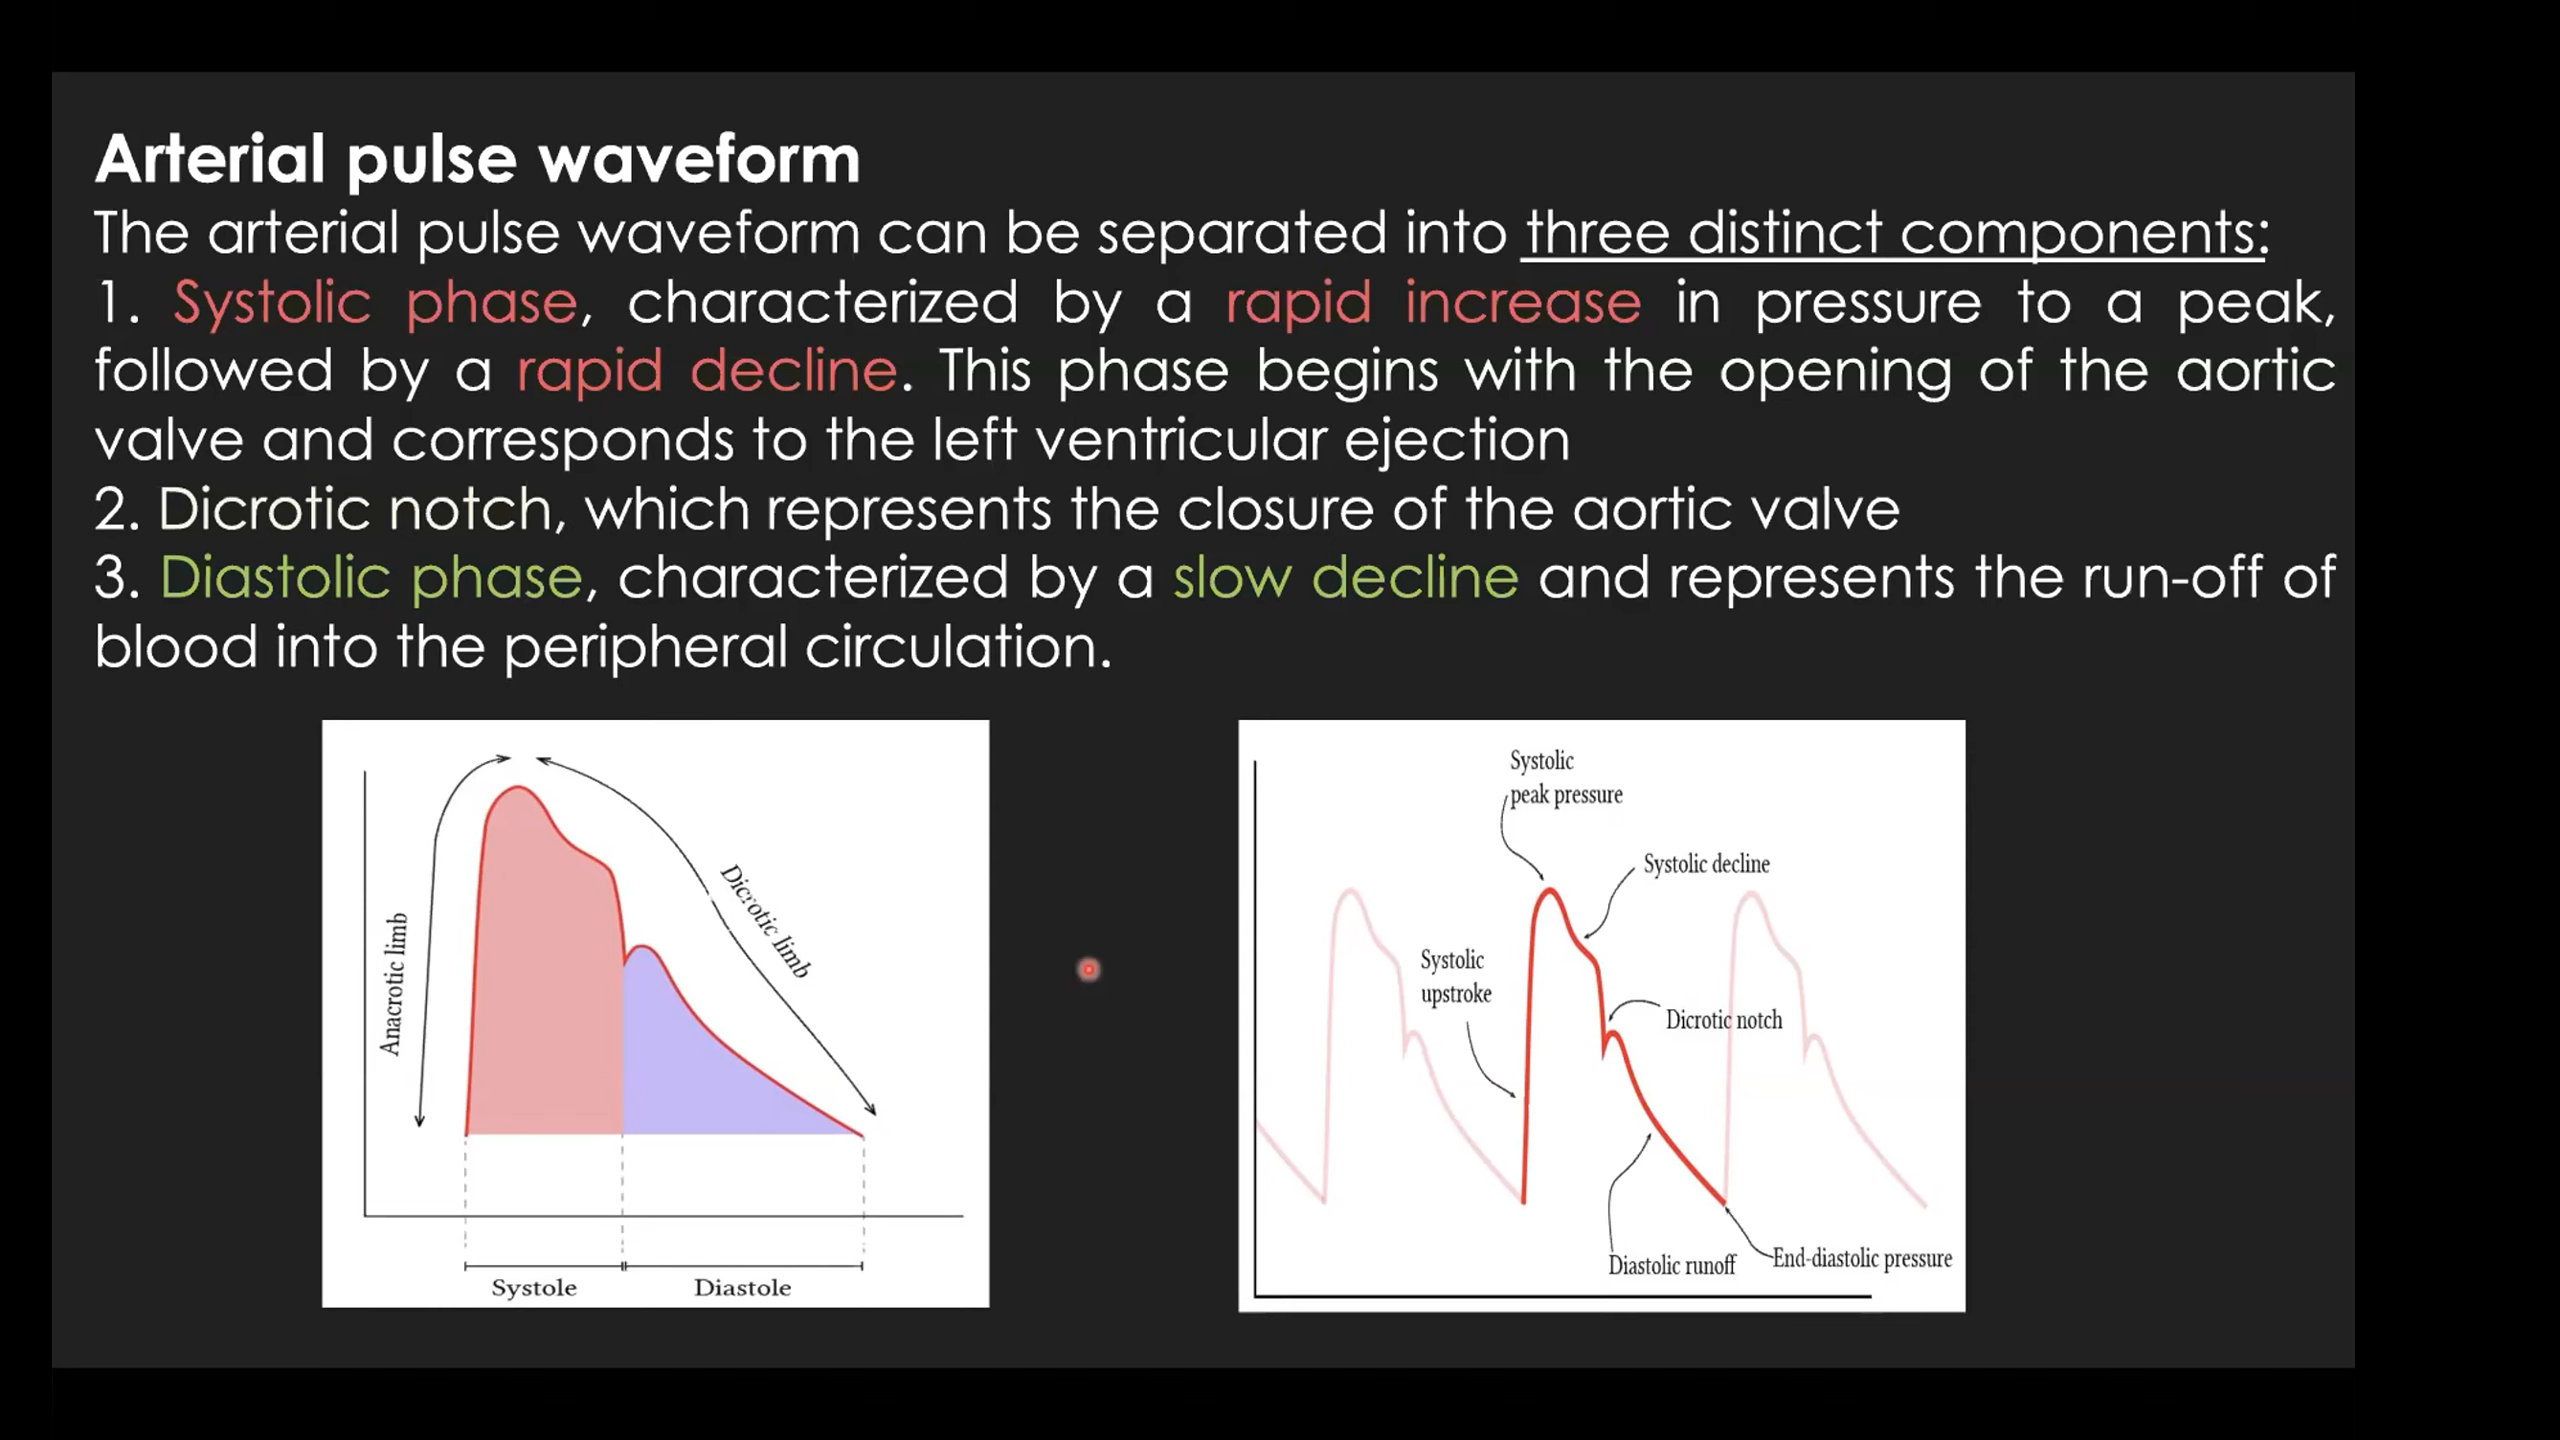 Arterial pulse waveform
The arterial pulse waveform can be separated into three distinct components:
1. Systolic phase, characterized by a rapid increase in pressure to a peak,
followed by a rapid decline. This phase begins with the opening of the aortic
valve and corresponds to the left ventricular ejection
2. Dicrotic notch, which represents the closure of the aortic valve
3. Diastolic phase, characterized by a slow decline and represents the run-off of
blood into the peripheral circulation.
Anacrotic limb
Dicrotic limb
Systole
Diastole
Systolic
peak pressure
Systolic decline
Systolic
upstroke
Dicrotic notch
Diastolic runoff
End-diastolic pressure